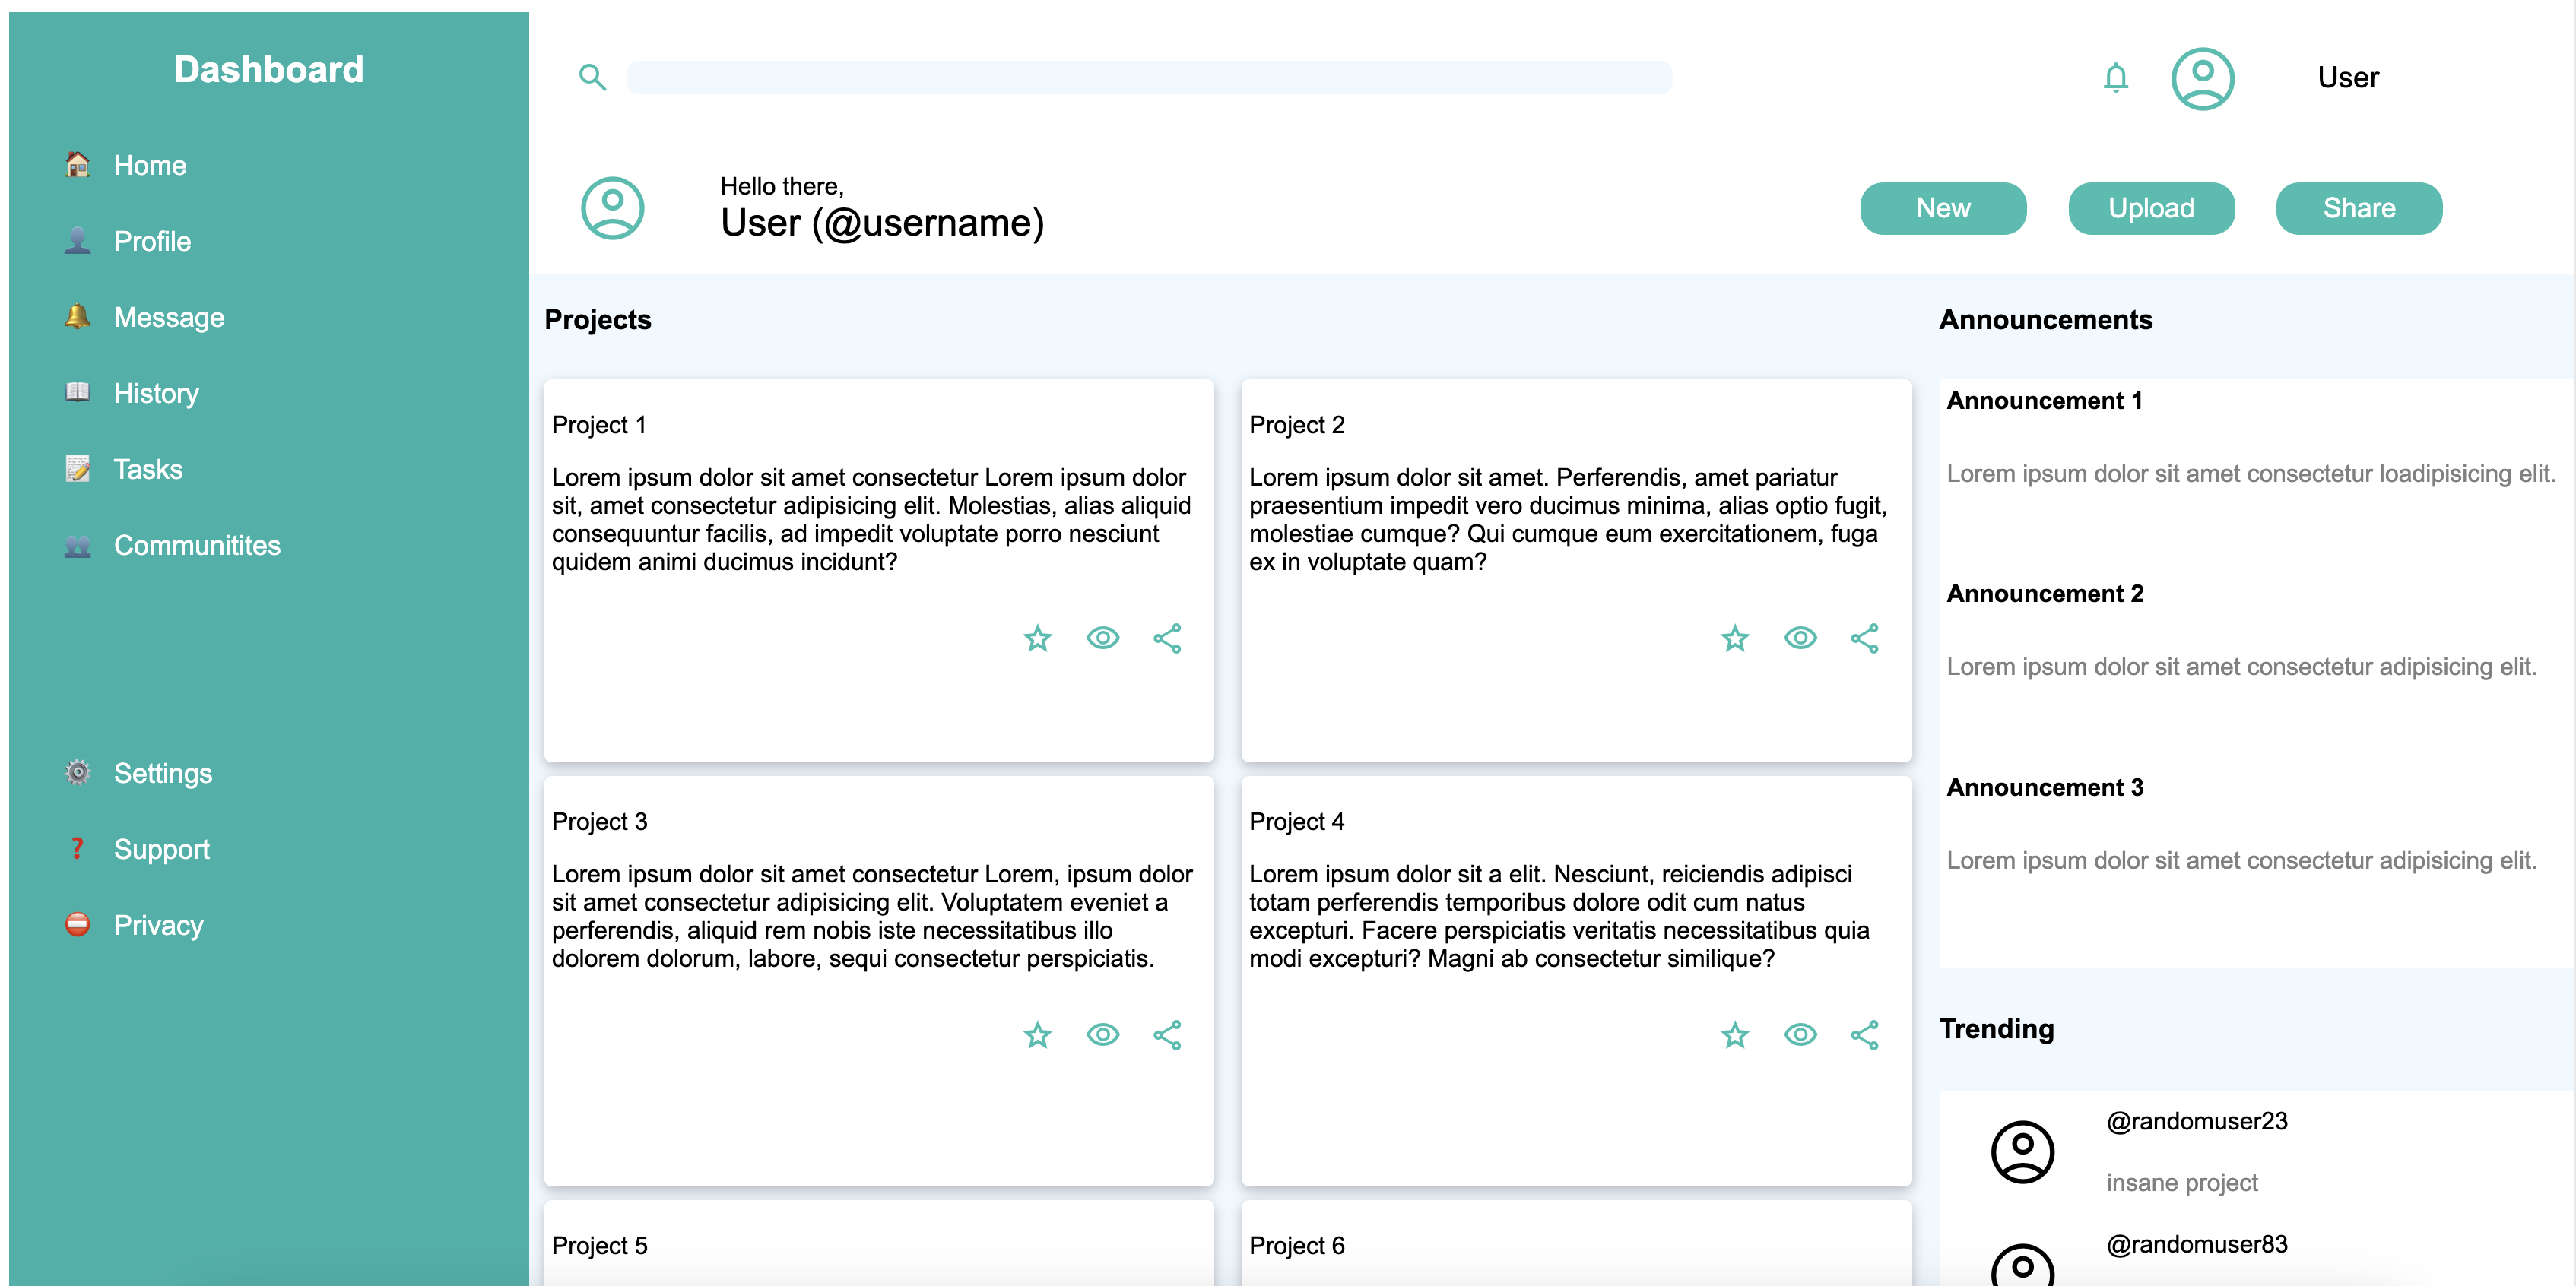 Dashboard
Home
Profile
Message
History
Tasks
Communitites
Settings
Support
Privacy
User
Hello there,
User (@username)
New
Upload
Share
Projects
Project 1
Lorem ipsum dolor sit amet consectetur Lorem ipsum dolor
sit, amet consectetur adipisicing elit. Molestias, alias aliquid
consequuntur facilis, ad impedit voluptate porro nesciunt
quidem animi ducimus incidunt?
Project 2
Lorem ipsum dolor sit amet. Perferendis, amet pariatur
praesentium impedit vero ducimus minima, alias optio fugit,
molestiae cumque? Qui cumque eum exercitationem, fuga
ex in voluptate quam?
Project 3
Lorem ipsum dolor sit amet consectetur Lorem, ipsum dolor
sit amet consectetur adipisicing elit. Voluptatem eveniet a
perferendis, aliquid rem nobis iste necessitatibus illo
dolorem dolorum, labore, sequi consectetur perspiciatis.
Project 4
Lorem ipsum dolor sit a elit. Nesciunt, reiciendis adipisci
totam perferendis temporibus dolore odit cum natus
excepturi. Facere perspiciatis veritatis necessitatibus quia
modi excepturi? Magni ab consectetur similique?
Project 5
Project 6
Announcements
Announcement 1
Lorem ipsum dolor sit amet consectetur loadipisicing elit.
Announcement 2
Lorem ipsum dolor sit amet consectetur adipisicing elit.
Announcement 3
Lorem ipsum dolor sit amet consectetur adipisicing elit.
Trending
@randomuser23
insane project
@randomuser83